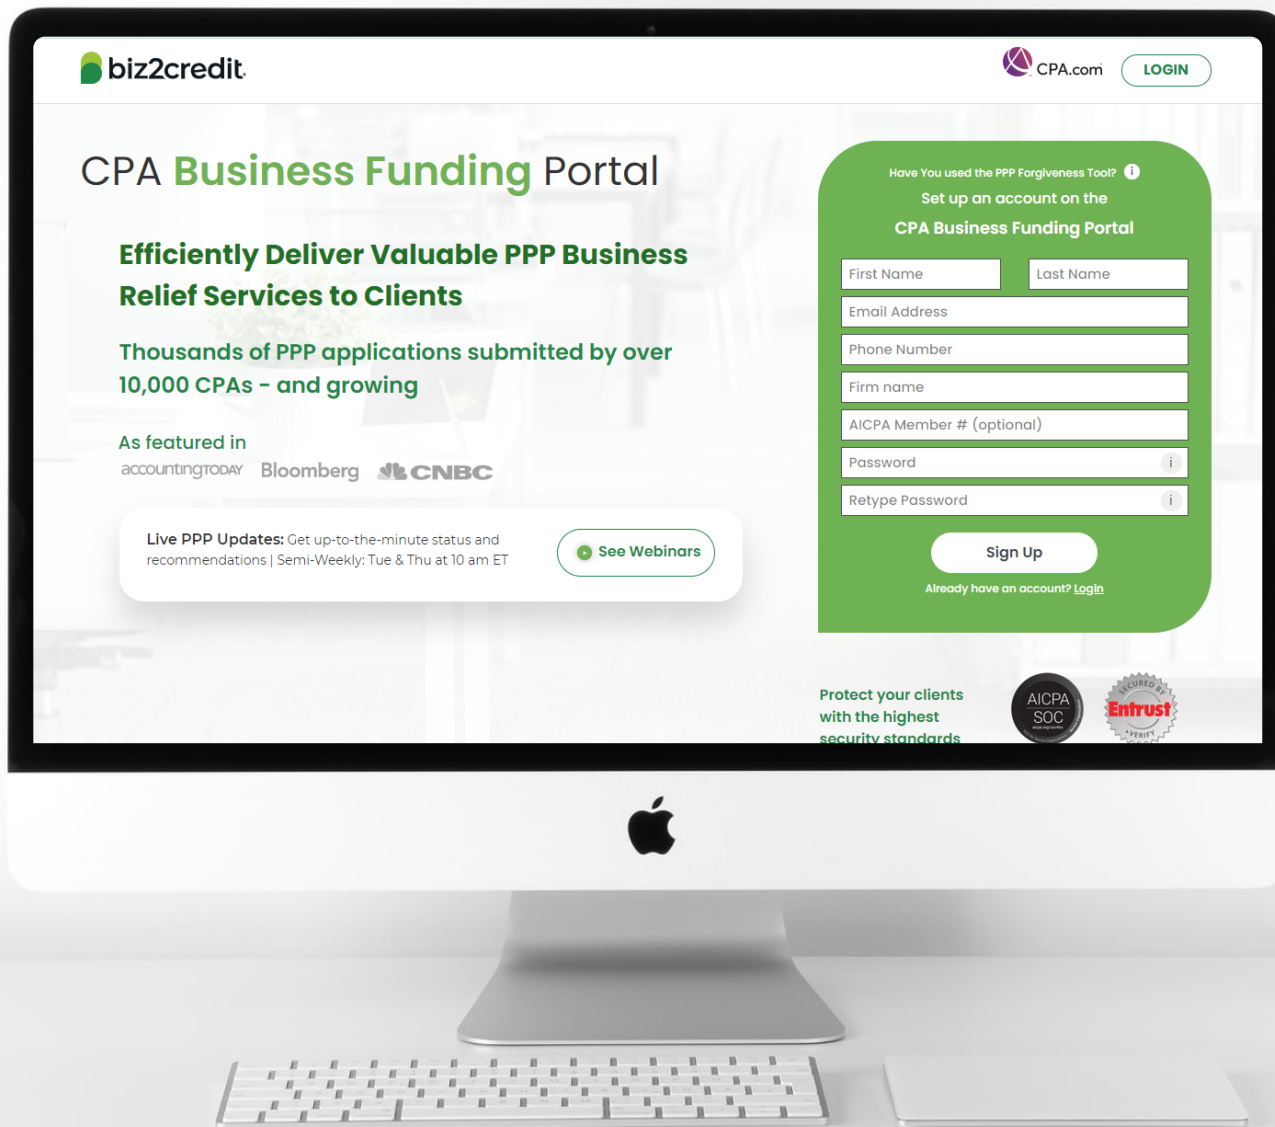 biz2credit
CPA.com
LOGIN
CPA Business Funding Portal
Efficiently Deliver Valuable PPP Business
Relief Services to Clients
Thousands of PPP applications submitted by over
10,000 CPAs - and growing
As featured in
accountingTODAY Bloomberg CNBC
Live PPP Updates: Get up-to-the-minute status and
recommendations | Semi-Weekly: Tue & Thu at 10 am ET
See Webinars
Have You used the PPP Forgiveness Tool? i
Set up an account on the
CPA Business Funding Portal
First Name
Last Name
Email Address
Phone Number
Firm name
AICPA Member # (optional)
Password i
Retype Password i
Sign Up
Already have an account? Login
Protect your clients
with the highest
security standards
AICPA
SOC
SECURED BY
Entrust
VERIFY